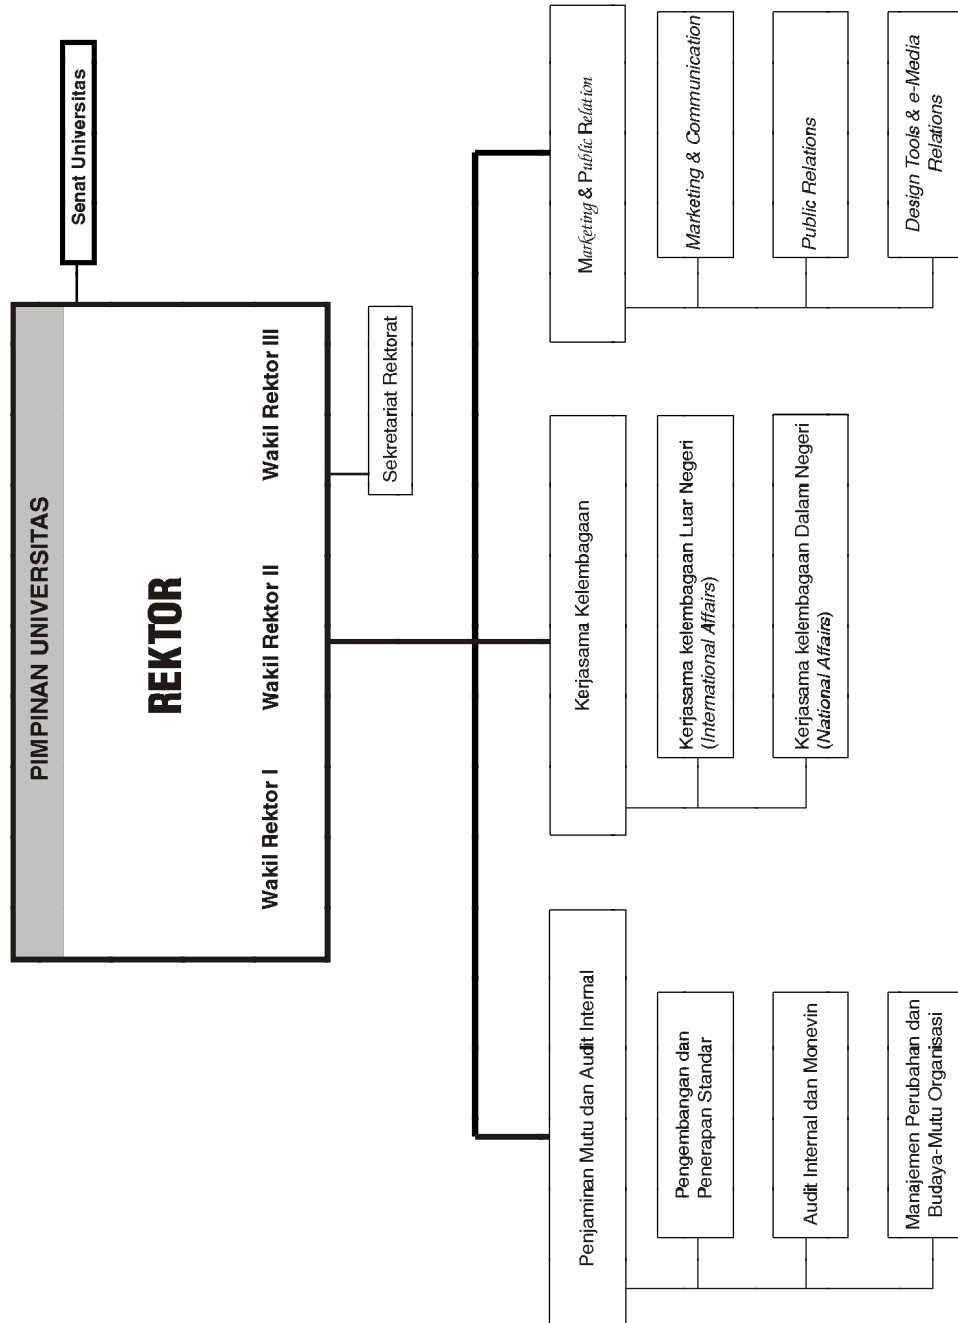 Senat Universitas
PIMPINAN UNIVERSITAS
REKTOR
Wakil Rektor I
Wakil Rektor II
Wakil Rektor III
Sekretariat Rektorat
Penjaminan Mutu dan Audit Internal
Pengembangan dan
Penerapan Standar
Audit Internal dan Monevin
Manajemen Perubahan dan
Budaya-Mutu Organisasi
Kerjasama Kelembagaan
Kerjasama kelembagaan Luar Negeri
(International Affairs)
Kerjasama kelembagaan Dalam Negeri
(National Affairs)
Marketing & Public Relation
Marketing & Communication
Public Relations
Design Tools & e-Media
Relations